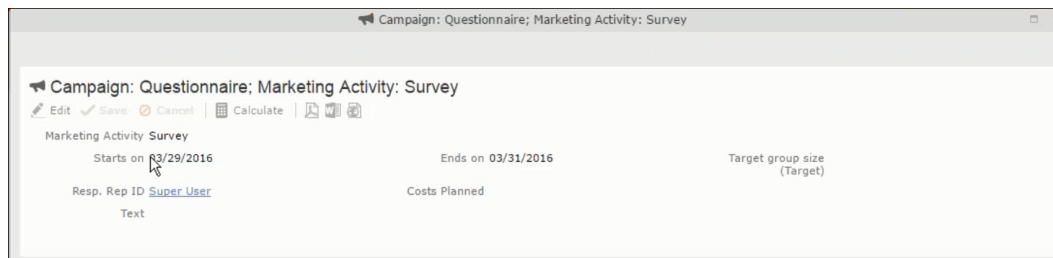 Campaign: Questionnaire; Marketing Activity: Survey
Campaign: Questionnaire; Marketing Activity: Survey
Edit Save Cancel Calculate
Marketing Activity Survey
Starts on 03/29/2016 Ends on 03/31/2016 Target group size
(Target)
Resp. Rep ID Super User Costs Planned
Text